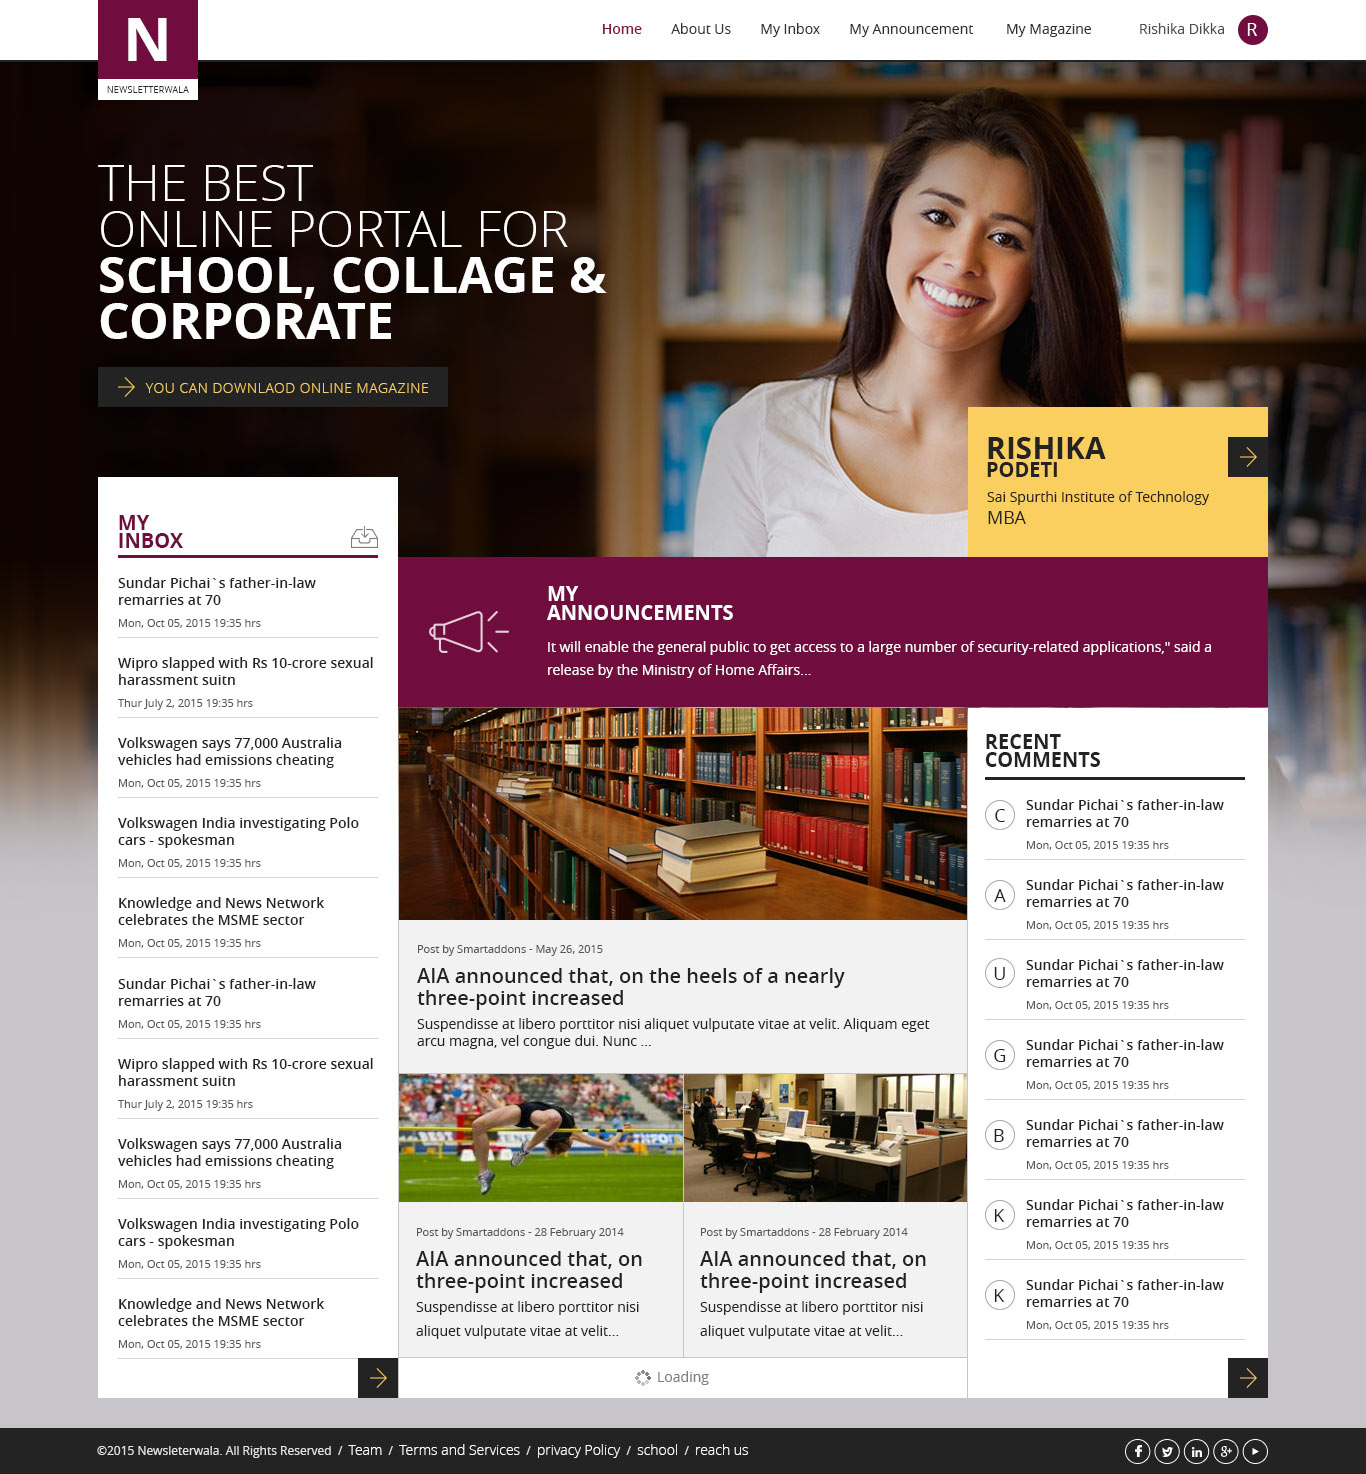 N
NEWSLETTERWALA
Home
About Us
My Inbox
My Announcement
My Magazine
Rishika Dikka
R
THE BEST
ONLINE PORTAL FOR
SCHOOL, COLLAGE &
CORPORATE
YOU CAN DOWNLAOD ONLINE MAGAZINE
RISHIKA
PODETI
Sai Spurthi Institute of Technology
MBA
MY
INBOX
Sundar Pichai`s father-in-law
remarries at 70
Mon, Oct 05, 2015 19:35 hrs
Wipro slapped with Rs 10-crore sexual
harassment suitn
Thur July 2, 2015 19:35 hrs
Volkswagen says 77,000 Australia
vehicles had emissions cheating
Mon, Oct 05, 2015 19:35 hrs
Volkswagen India investigating Polo
cars - spokesman
Mon, Oct 05, 2015 19:35 hrs
Knowledge and News Network
celebrates the MSME sector
Mon, Oct 05, 2015 19:35 hrs
Sundar Pichai`s father-in-law
remarries at 70
Mon, Oct 05, 2015 19:35 hrs
Wipro slapped with Rs 10-crore sexual
harassment suitn
Thur July 2, 2015 19:35 hrs
Volkswagen says 77,000 Australia
vehicles had emissions cheating
Mon, Oct 05, 2015 19:35 hrs
Volkswagen India investigating Polo
cars - spokesman
Mon, Oct 05, 2015 19:35 hrs
Knowledge and News Network
celebrates the MSME sector
Mon, Oct 05, 2015 19:35 hrs
MY
ANNOUNCEMENTS
It will enable the general public to get access to a large number of security-related applications," said a
release by the Ministry of Home Affairs...
Post by Smartaddons - May 26, 2015
AIA announced that, on the heels of a nearly
three-point increased
Suspendisse at libero porttitor nisi aliquet vulputate vitae at velit. Aliquam eget
arcu magna, vel congue dui. Nunc ...
Post by Smartaddons - 28 February 2014
AIA announced that, on
three-point increased
Suspendisse at libero porttitor nisi
aliquet vulputate vitae at velit...
Post by Smartaddons - 28 February 2014
AIA announced that, on
three-point increased
Suspendisse at libero porttitor nisi
aliquet vulputate vitae at velit...
Loading
RECENT
COMMENTS
C
Sundar Pichai`s father-in-law
remarries at 70
Mon, Oct 05, 2015 19:35 hrs
A
Sundar Pichai`s father-in-law
remarries at 70
Mon, Oct 05, 2015 19:35 hrs
U
Sundar Pichai`s father-in-law
remarries at 70
Mon, Oct 05, 2015 19:35 hrs
G
Sundar Pichai`s father-in-law
remarries at 70
Mon, Oct 05, 2015 19:35 hrs
B
Sundar Pichai`s father-in-law
remarries at 70
Mon, Oct 05, 2015 19:35 hrs
K
Sundar Pichai`s father-in-law
remarries at 70
Mon, Oct 05, 2015 19:35 hrs
K
Sundar Pichai`s father-in-law
remarries at 70
Mon, Oct 05, 2015 19:35 hrs
©2015 Newsleterwala. All Rights Reserved / Team / Terms and Services / privacy Policy / school / reach us